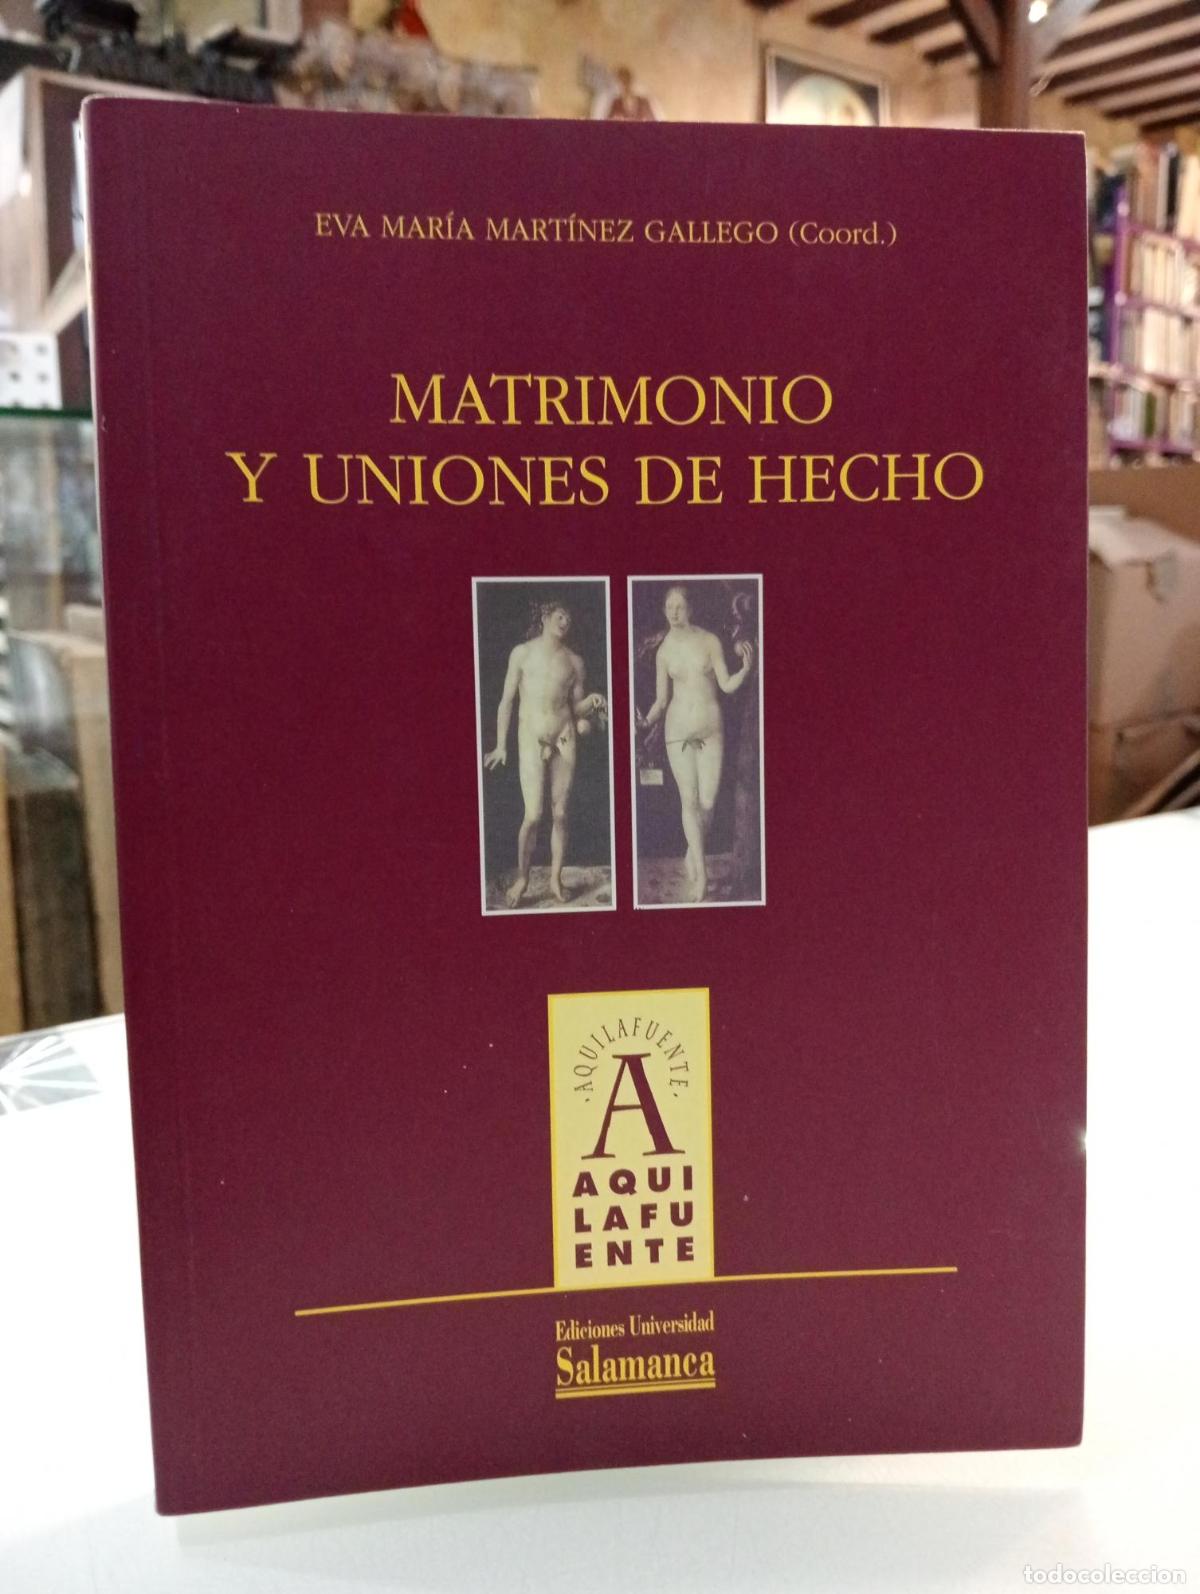 EVA MARÍA MARTÍNEZ GALLEGO (Coord.)
MATRIMONIO
Y UNIONES DE HECHO
· AQUILAFUENTE ·
A
AQUI
LAFU
ENTE
Ediciones Universidad
Salamanca
todocoleccion